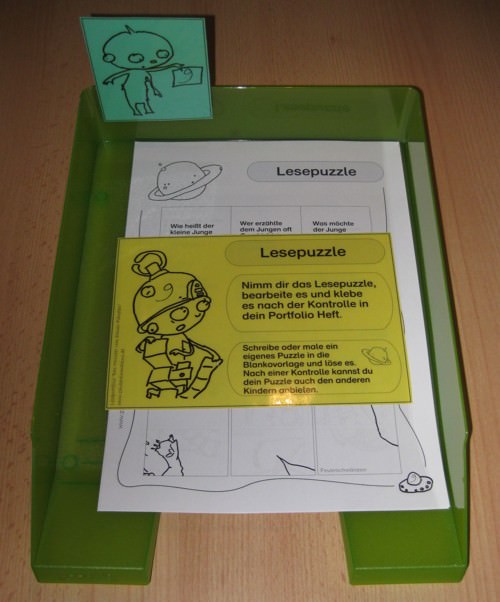 Lesepuzzle
Wie heißt der
kleine Junge
Wer erzählte
dem Jungen oft
Was möchte
der Junge
Lesepuzzle
Nimm dir das Lesepuzzle,
bearbeite es und klebe
es nach der Kontrolle in
dein Portfolio Heft.
Schreibe oder male ein
eigenes Puzzle in die
Blankovorlage und löse es.
Nach einer Kontrolle kannst du
dein Puzzle auch den anderen
Kindern anbieten.